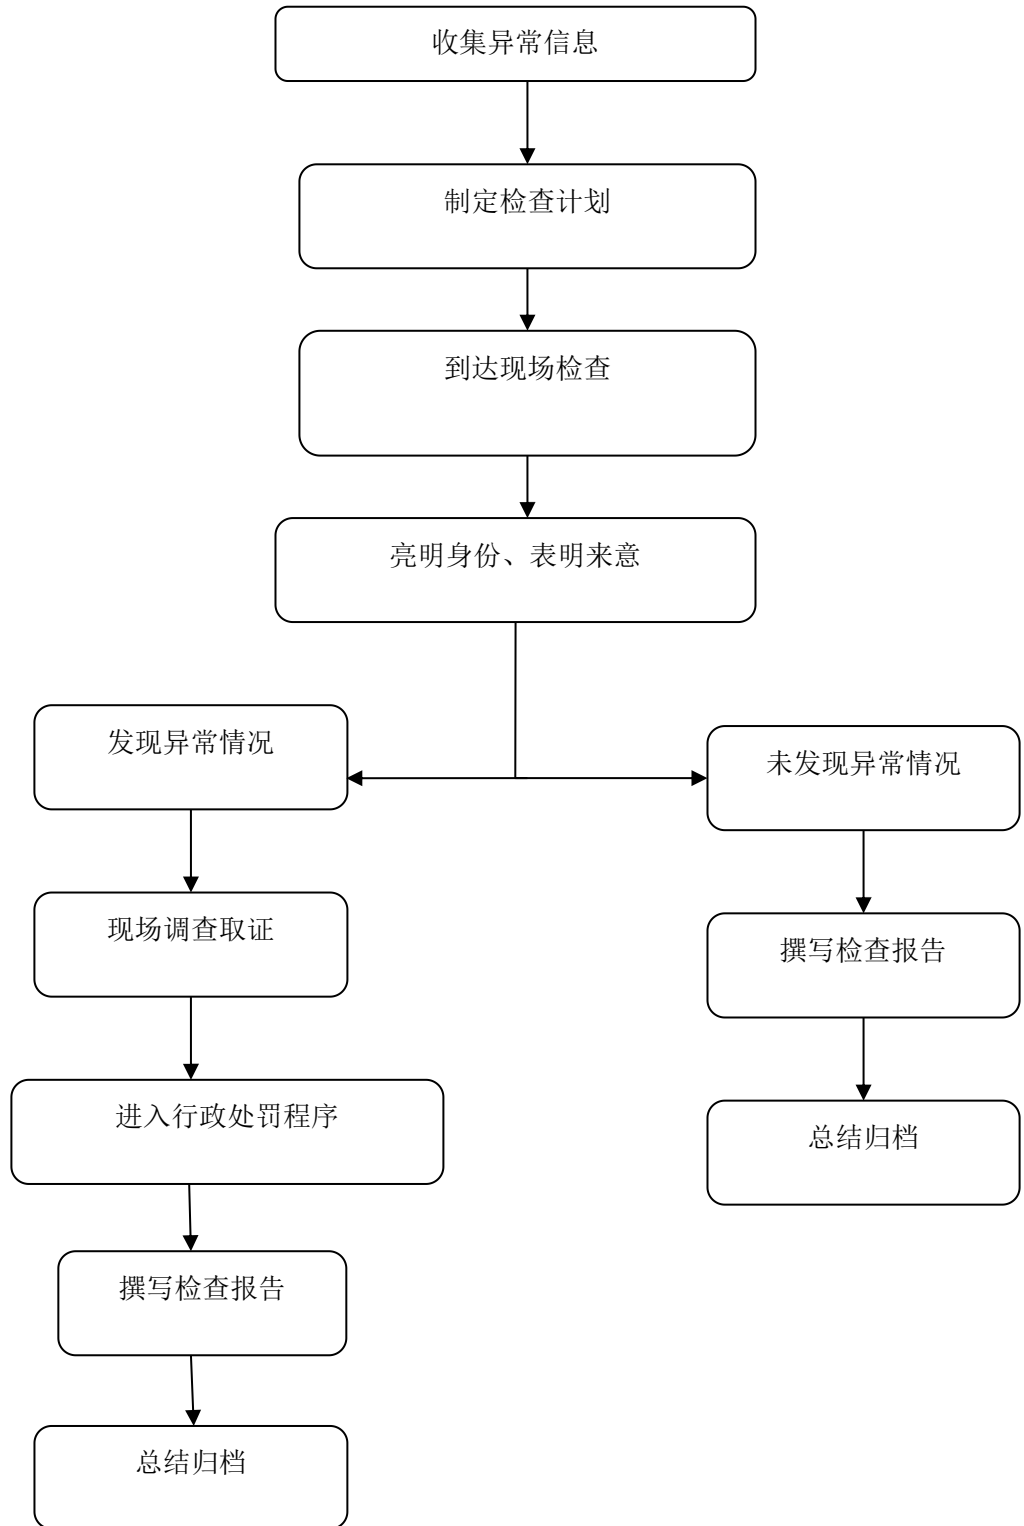 收集异常信息
制定检查计划
到达现场检查
亮明身份、表明来意
发现异常情况
未发现异常情况
现场调查取证
撰写检查报告
进入行政处罚程序
总结归档
撰写检查报告
总结归档